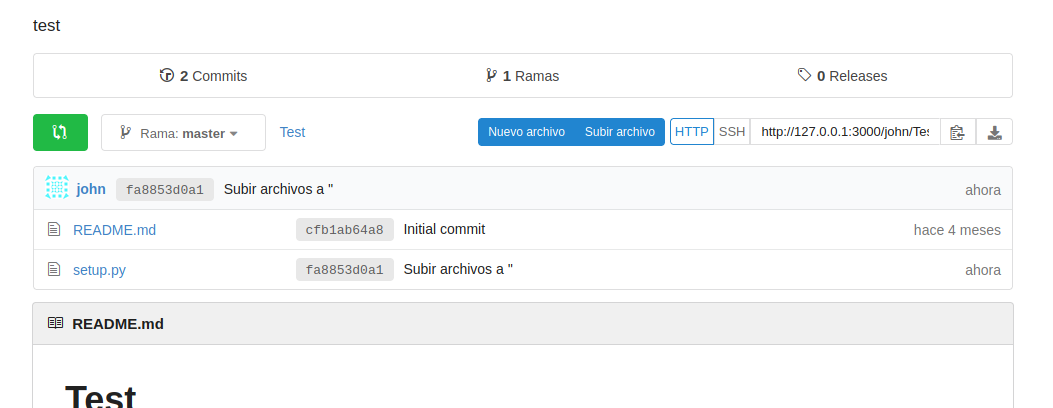 test
2 Commits 1 Ramas 0 Releases
Rama: master Test Nuevo archivo Subir archivo HTTP SSH http://127.0.0.1:3000/john/Tes
john fa8853d0a1 Subir archivos a '' ahora
README.md cfb1ab64a8 Initial commit hace 4 meses
setup.py fa8853d0a1 Subir archivos a '' ahora
README.md
Test